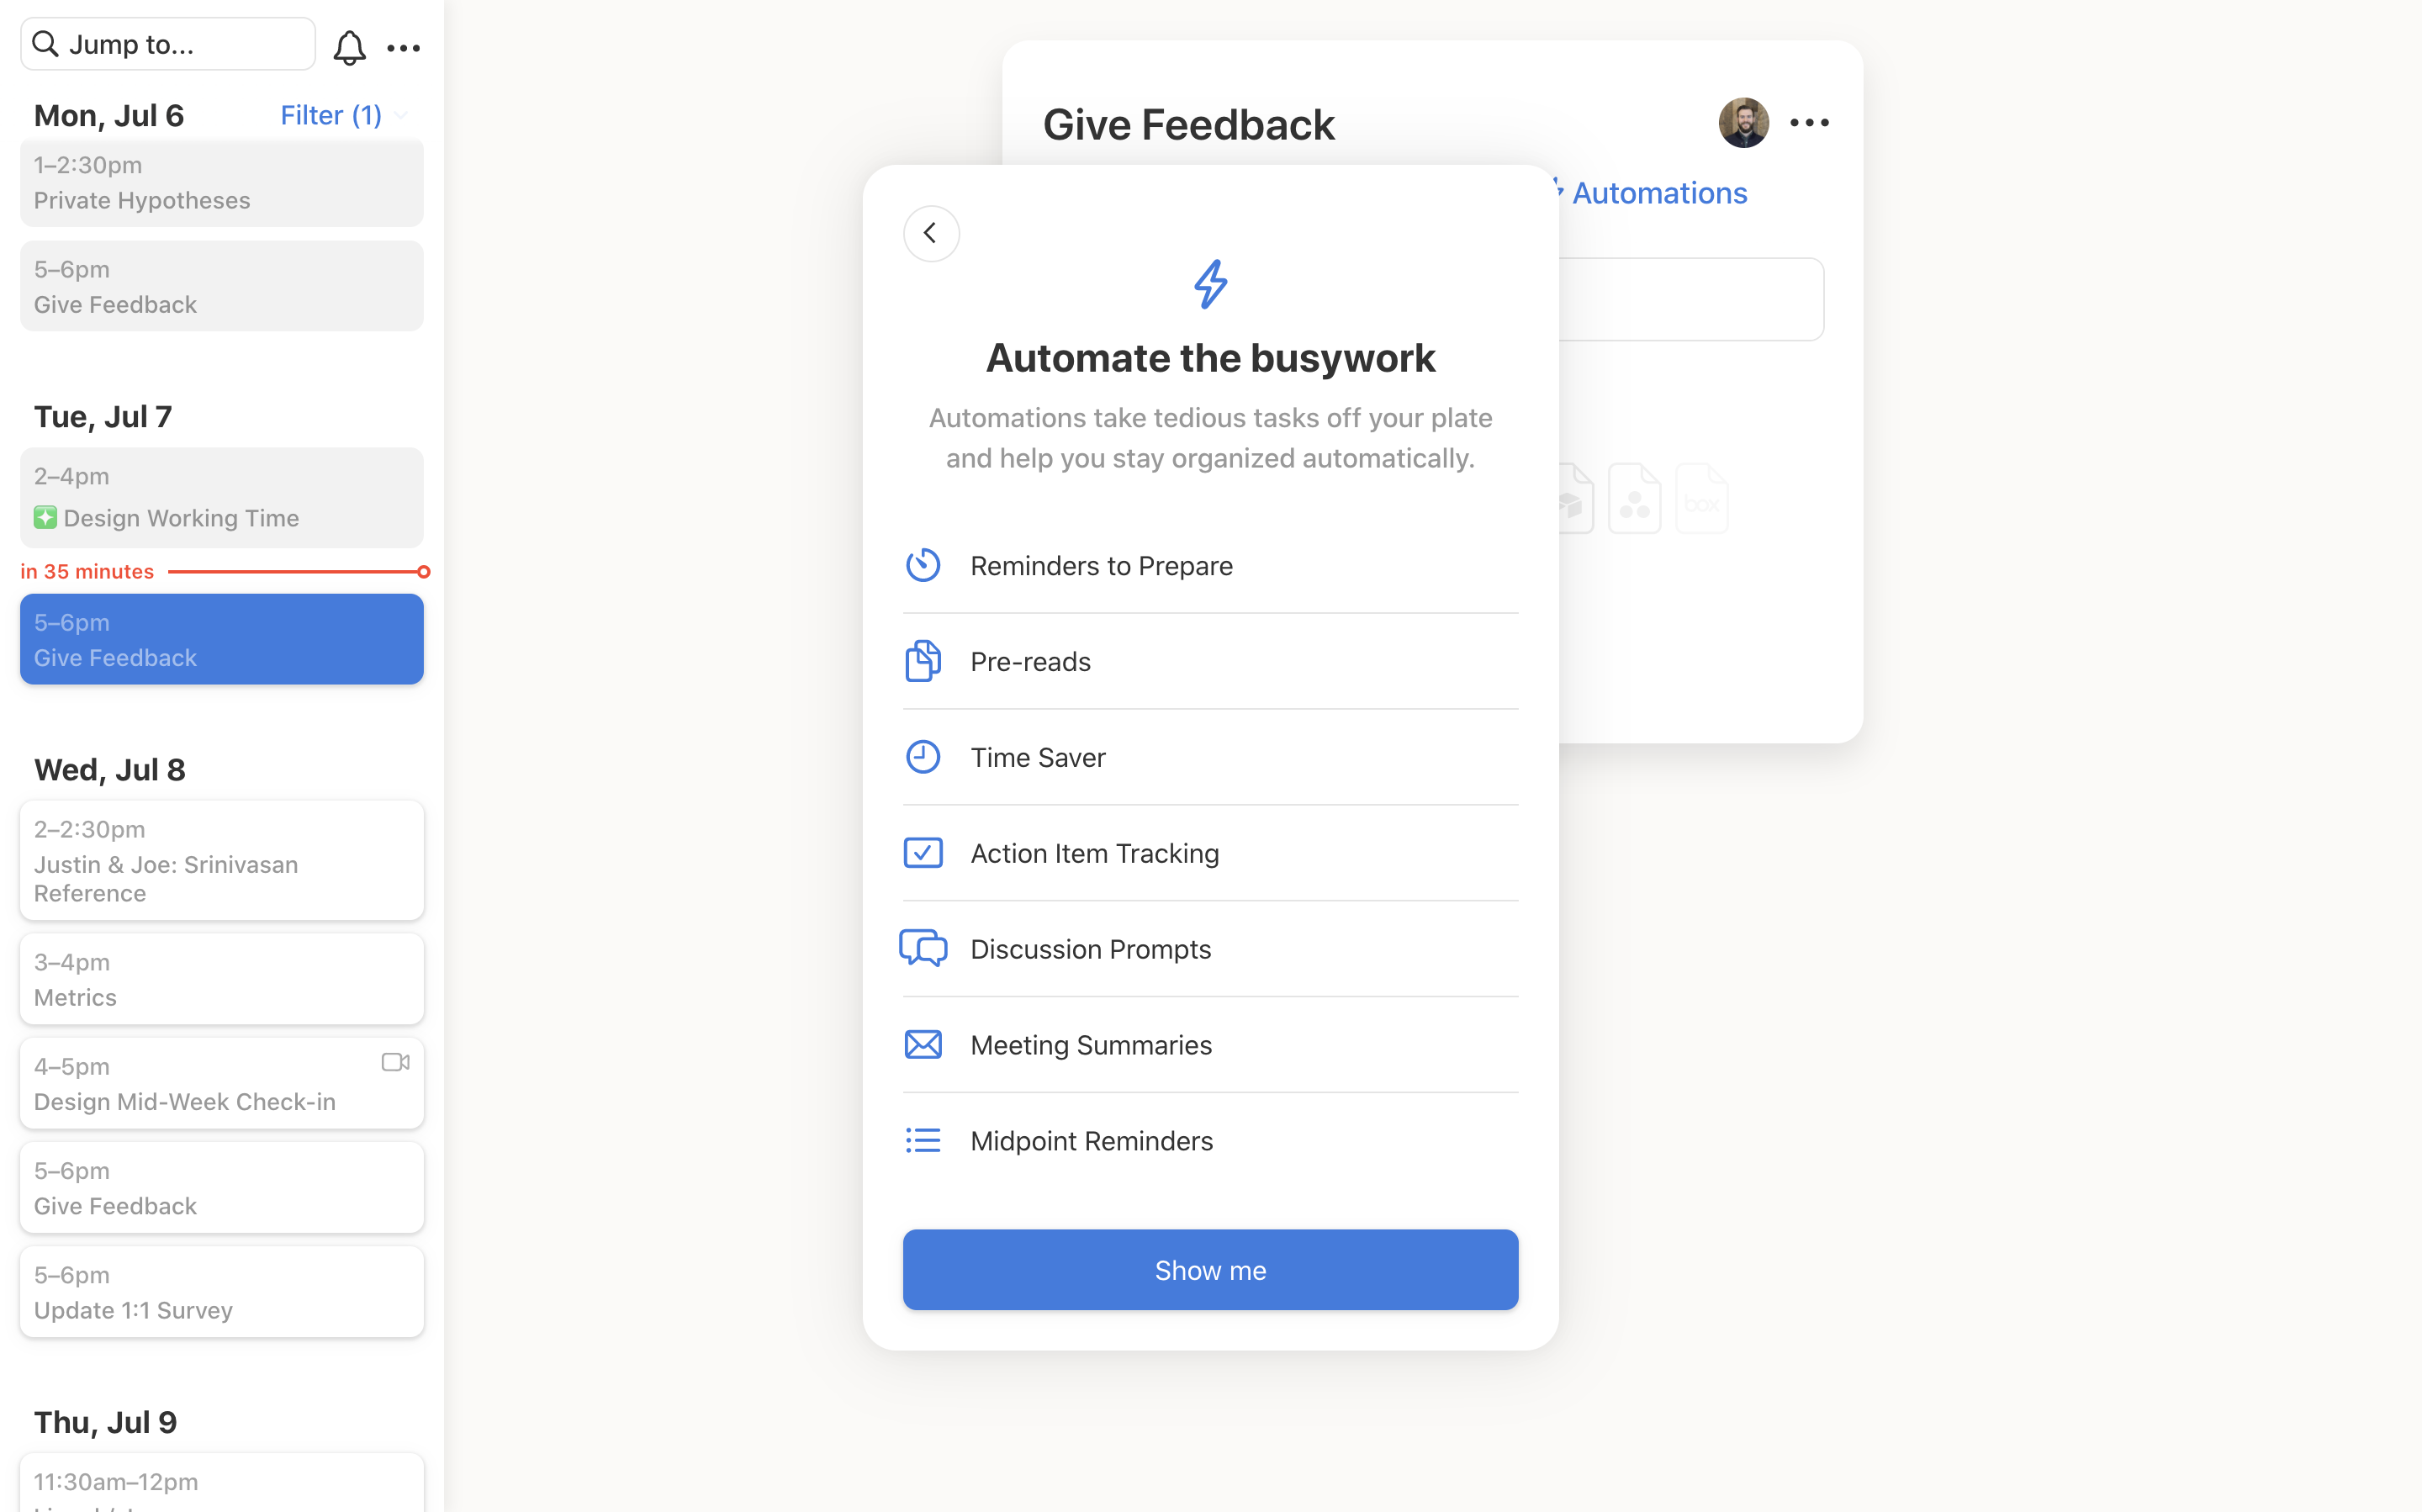 Jump to...
Mon, Jul 6
Filter (1)
1–2:30pm
Private Hypotheses
5–6pm
Give Feedback
Tue, Jul 7
2–4pm
Design Working Time
in 35 minutes
5–6pm
Give Feedback
Wed, Jul 8
2–2:30pm
Justin & Joe: Srinivasan
Reference
3–4pm
Metrics
4–5pm
Design Mid-Week Check-in
5–6pm
Give Feedback
5–6pm
Update 1:1 Survey
Thu, Jul 9
11:30am–12pm
Give Feedback
Automations
box
Automate the busywork
Automations take tedious tasks off your plate
and help you stay organized automatically.
Reminders to Prepare
Pre-reads
Time Saver
Action Item Tracking
Discussion Prompts
Meeting Summaries
Midpoint Reminders
Show me